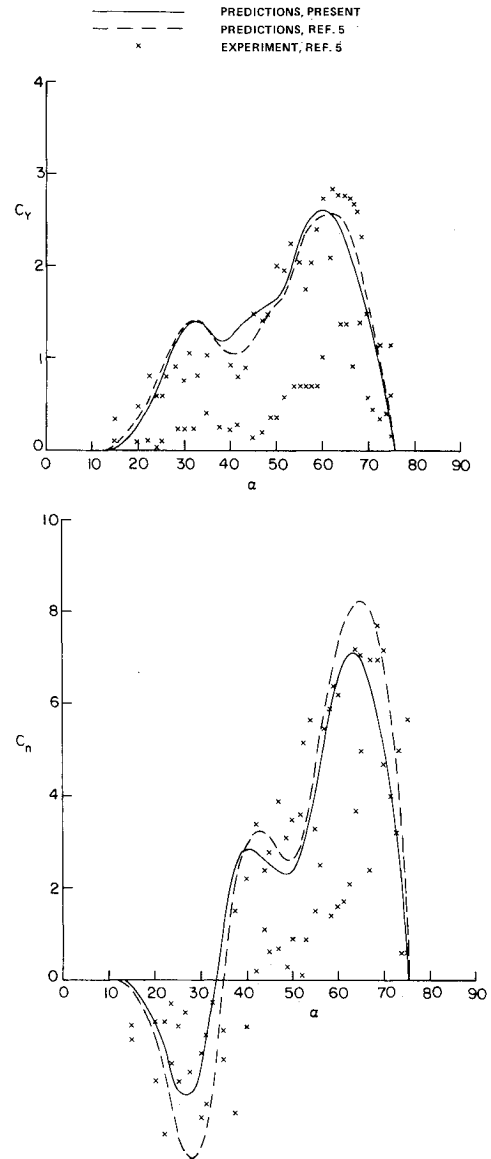 PREDICTIONS, PRESENT
PREDICTIONS, REF. 5
× EXPERIMENT, REF. 5
4
3
C_Y
2
1
0
0 10 20 30 40 50 60 70 80 90
α
10
8
6
C_n
4
2
0
0 10 20 30 40 50 60 70 80 90
α